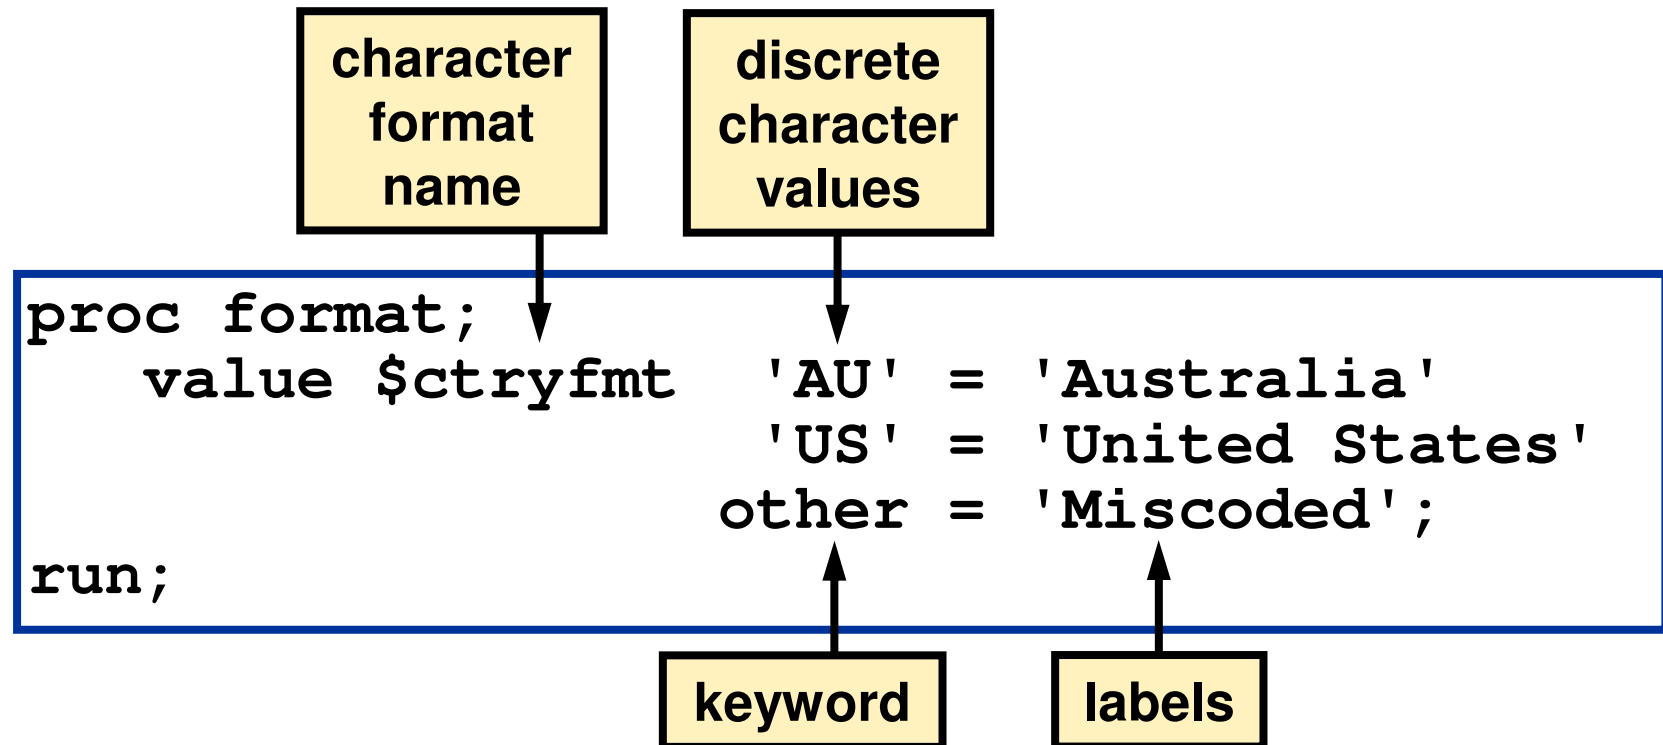 character
format
name
discrete
character
values
proc format;
value $ctryfmt 'AU' = 'Australia'
'US' = 'United States'
other = 'Miscoded';
run;
keyword
labels